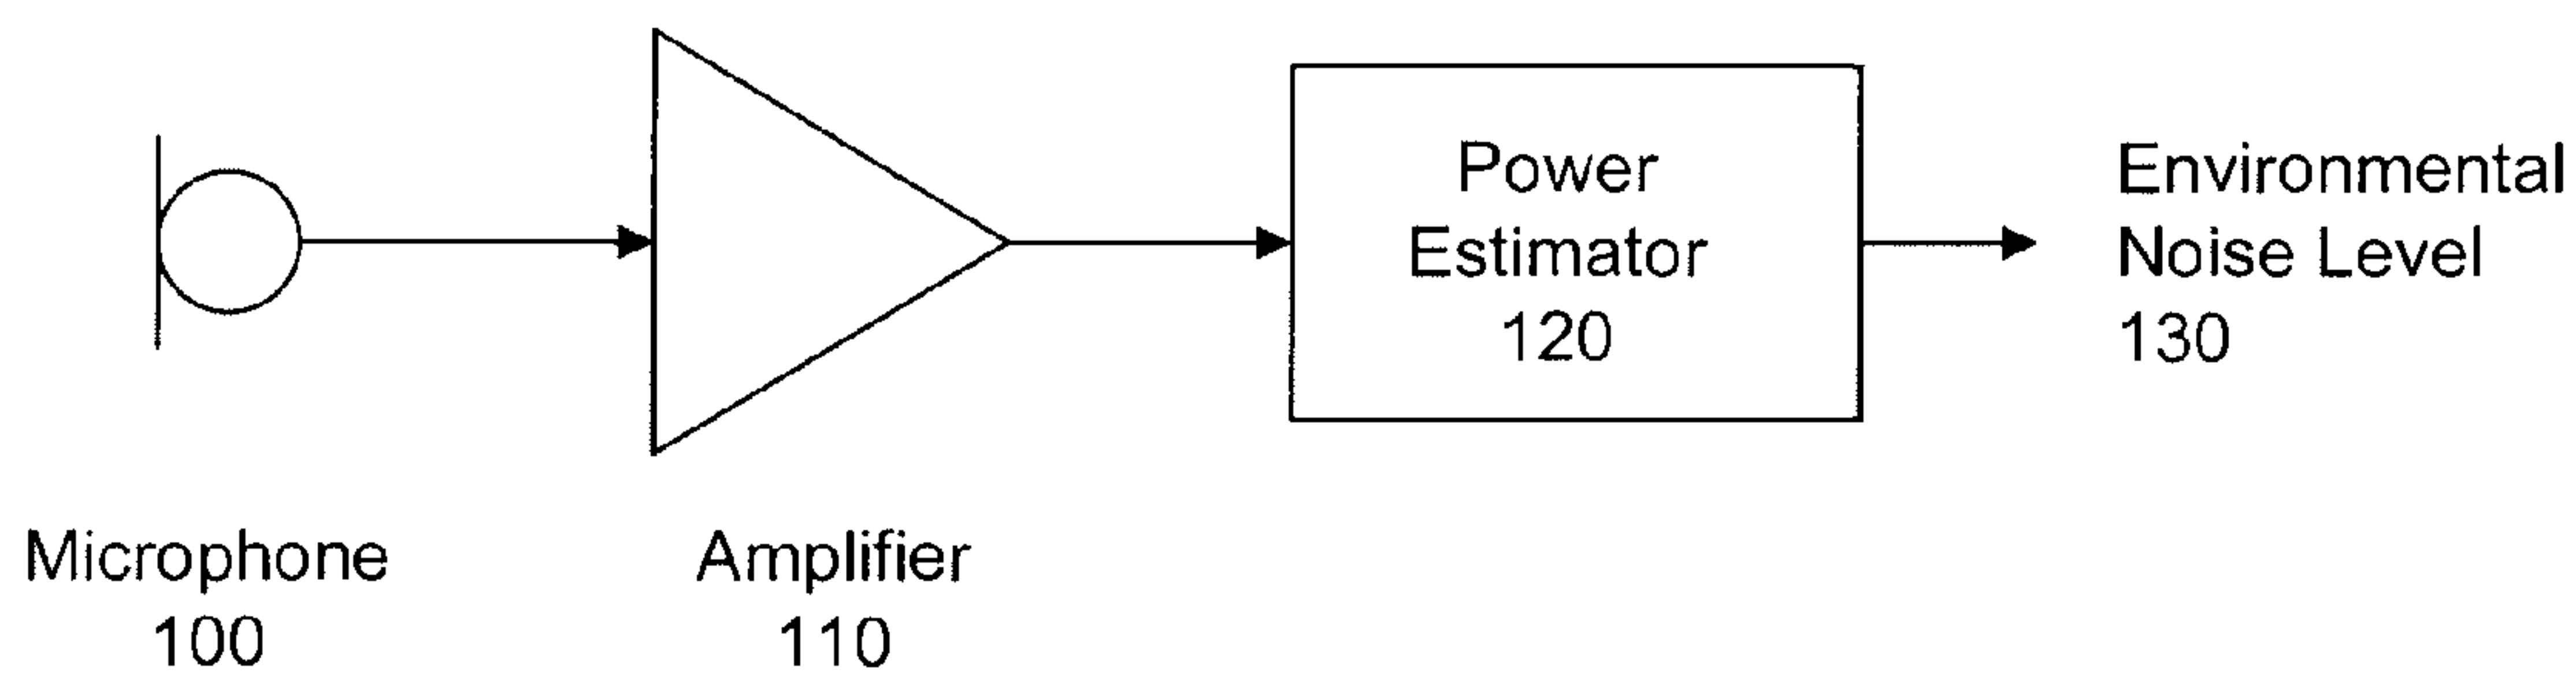 Power
Estimator
120
Environmental
Noise Level
130
Microphone
100
Amplifier
110